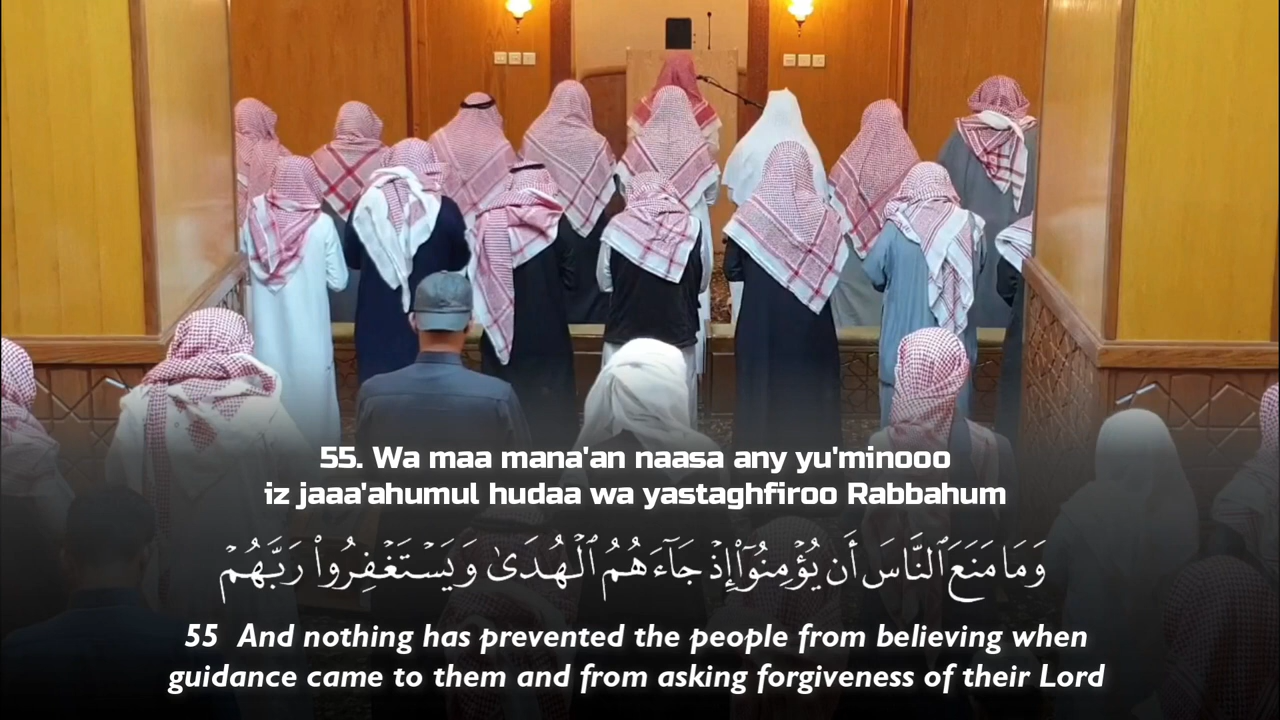 55. Wa maa mana'an naasa any yu'minooo
iz jaaa'ahumul hudaa wa yastaghfiroo Rabbahum
وَمَا مَنَعَ ٱلنَّاسَ أَن يُؤْمِنُوٓا۟ إِذْ جَآءَهُمُ ٱلْهُدَىٰ وَيَسْتَغْفِرُوا۟ رَبَّهُمْ
55 And nothing has prevented the people from believing when
guidance came to them and from asking forgiveness of their Lord